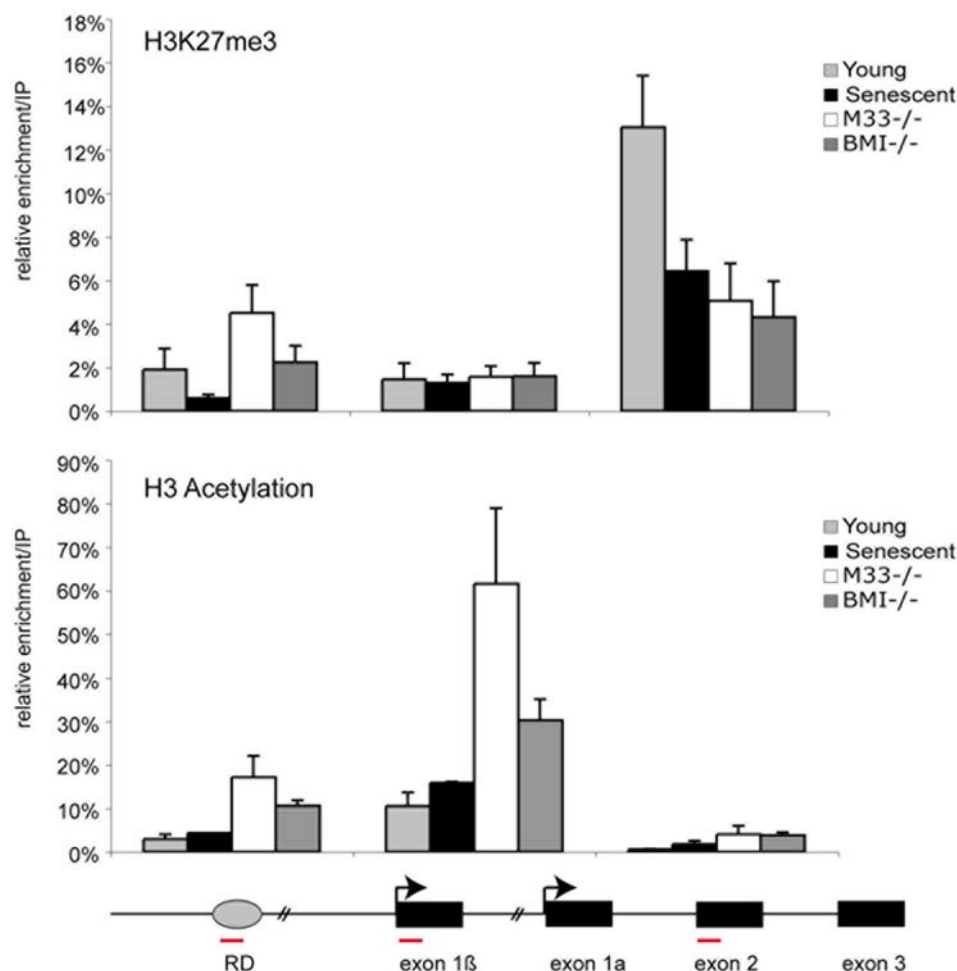 H3K27me3
relative enrichment/IP
18%
16%
14%
12%
10%
8%
6%
4%
2%
0%
Young
Senescent
M33-/-
BMI-/-
H3 Acetylation
relative enrichment/IP
90%
80%
70%
60%
50%
40%
30%
20%
10%
0%
Young
Senescent
M33-/-
BMI-/-
RD exon 1ß exon 1a exon 2 exon 3